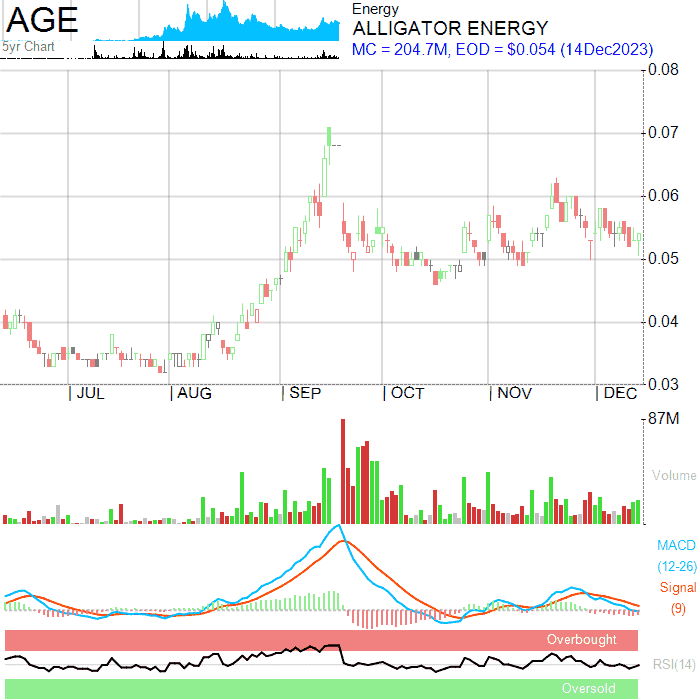 AGE
5yr Chart
Energy
ALLIGATOR ENERGY
MC = 204.7M, EOD = $0.054 (14Dec2023)
0.08
0.07
0.06
0.05
0.04
0.03
JUL AUG SEP OCT NOV DEC
87M
Volume
MACD
(12-26)
Signal
(9)
Overbought
RSI(14)
Oversold